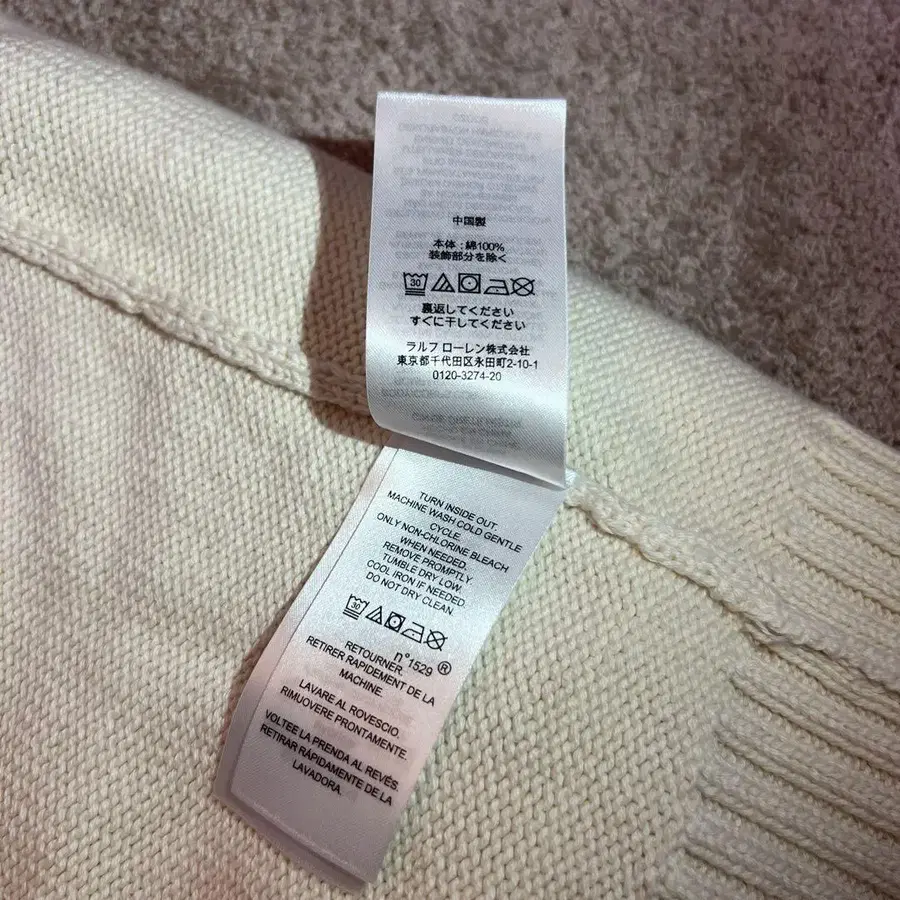 中国製
本体:綿100%
装飾部分を除く
30
裏返してください
すぐに干してください
ラルフ ローレン株式会社
東京都千代田区永田町2-10-1
0120-3274-20
TURN INSIDE OUT.
MACHINE WASH COLD GENTLE
CYCLE.
ONLY NON-CHLORINE BLEACH
WHEN NEEDED.
REMOVE PROMPTLY
TUMBLE DRY LOW.
COOL IRON IF NEEDED.
DO NOT DRY CLEAN.
30
n° 1529 ®
RETOURNER.
RETIRER RAPIDEMENT DE LA
MACHINE.
LAVARE AL ROVESCIO.
RIMUOVERE PRONTAMENTE.
VOLTEE LA PRENDA AL REVÉS.
RETIRAR RÁPIDAMENTE DE LA
LAVADORA.